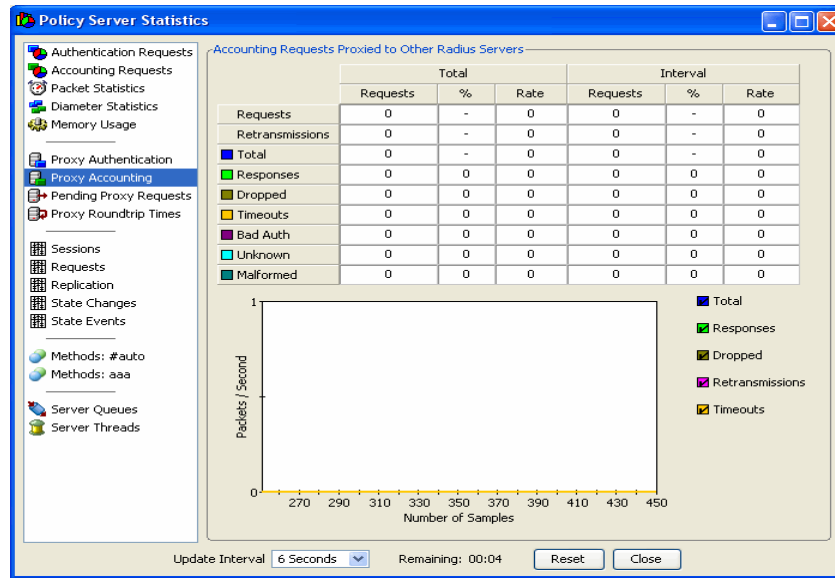 Policy Server Statistics
Authentication Requests
Accounting Requests
Packet Statistics
Diameter Statistics
Memory Usage
Proxy Authentication
Proxy Accounting
Pending Proxy Requests
Proxy Roundtrip Times
Sessions
Requests
Replication
State Changes
State Events
Methods: #auto
Methods: aaa
Server Queues
Server Threads
Accounting Requests Proxied to Other Radius Servers
Total Interval
Requests % Rate Requests % Rate
Requests 0 - 0 0 - 0
Retransmissions 0 - 0 0 - 0
Total 0 - 0 0 - 0
Responses 0 0 0 0 0 0
Dropped 0 0 0 0 0 0
Timeouts 0 0 0 0 0 0
Bad Auth 0 0 0 0 0 0
Unknown 0 0 0 0 0 0
Malformed 0 0 0 0 0 0
1
Packets / Second
0
270 290 310 330 350 370 390 410 430 450
Number of Samples
Total
Responses
Dropped
Retransmissions
Timeouts
Update Interval 6 Seconds Remaining: 00:04 Reset Close